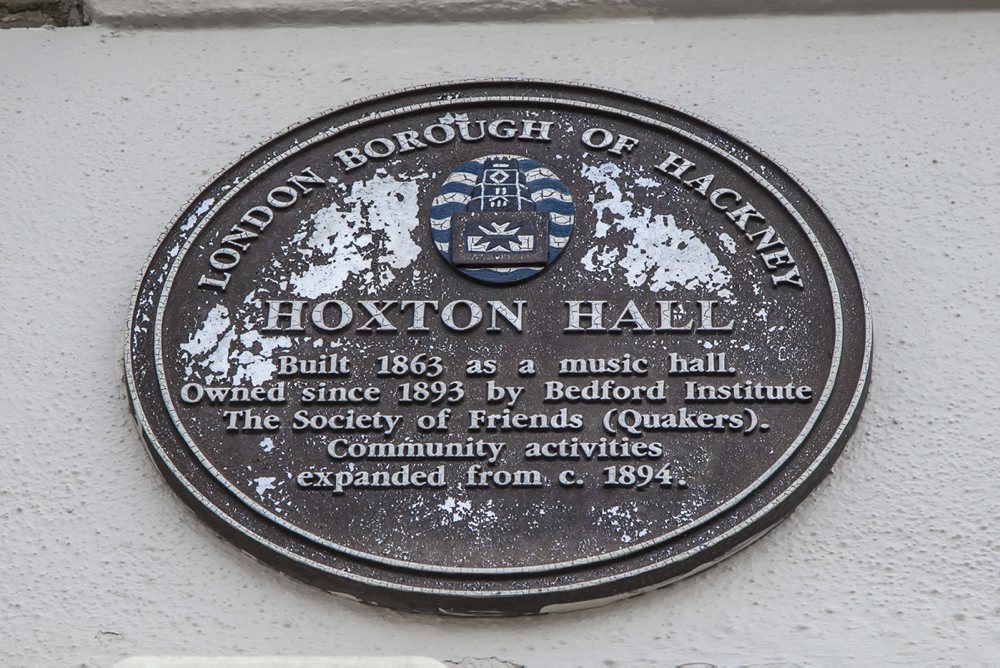 LONDON BOROUGH OF HACKNEY
HOXTON HALL
Built 1863 as a music hall.
Owned since 1893 by Bedford Institute
The Society of Friends (Quakers).
Community activities
expanded from c. 1894.